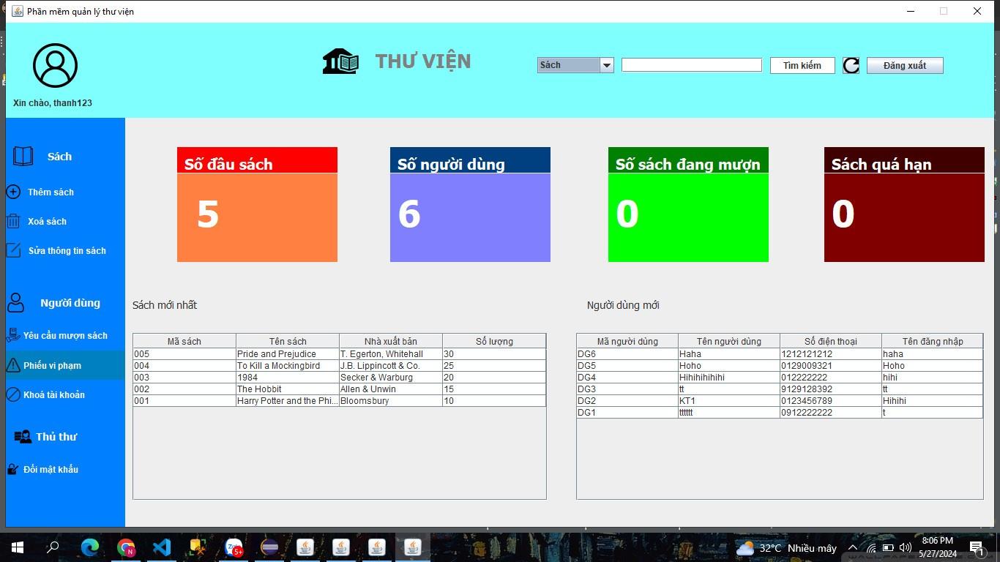 Phần mềm quản lý thư viện
THƯ VIỆN
Sách
Tìm kiếm
Đăng xuất
Xin chào, thanh123
Sách
Thêm sách
Xoá sách
Sửa thông tin sách
Người dùng
Yêu cầu mượn sách
Phiếu vi phạm
Khoá tài khoản
Thủ thư
Đổi mật khẩu
Số đầu sách
5
Số người dùng
6
Số sách đang mượn
0
Sách quá hạn
0
Sách mới nhất
Mã sách Tên sách Nhà xuất bản Số lượng
005 Pride and Prejudice T. Egerton, Whitehall 30
004 To Kill a Mockingbird J.B. Lippincott & Co. 25
003 1984 Secker & Warburg 20
002 The Hobbit Allen & Unwin 15
001 Harry Potter and the Phi... Bloomsbury 10
Người dùng mới
Mã người dùng Tên người dùng Số điện thoại Tên đăng nhập
DG6 Haha 1212121212 haha
DG5 Hoho 0129009321 Hoho
DG4 Hihihihihihi 012222222 hihi
DG3 tt 9129128392 tt
DG2 KT1 0123456789 Hihihi
DG1 tttttt 0912222222 t
N
5+
32°C Nhiều mây
8:06 PM
5/27/2024
1